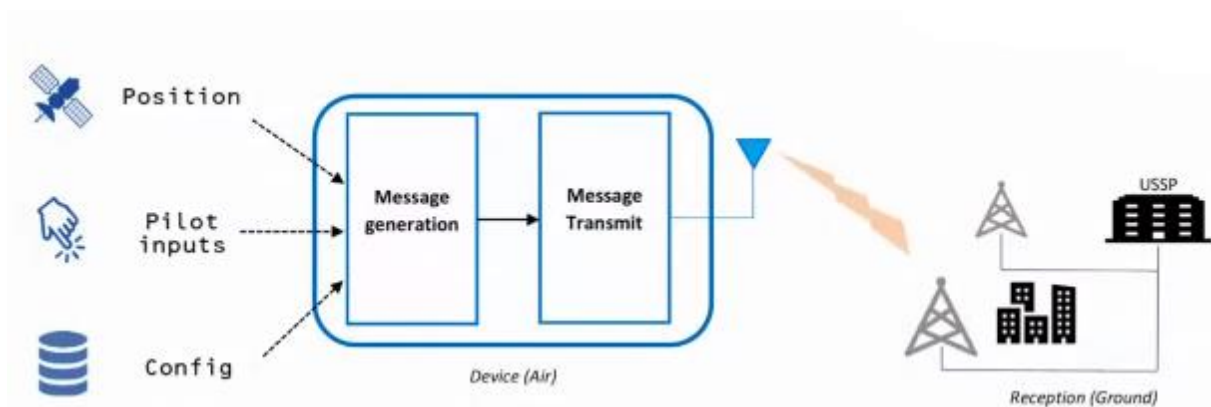 Position
Pilot
inputs
Config
Message
generation
Message
Transmit
Device (Air)
USSP
Reception (Ground)